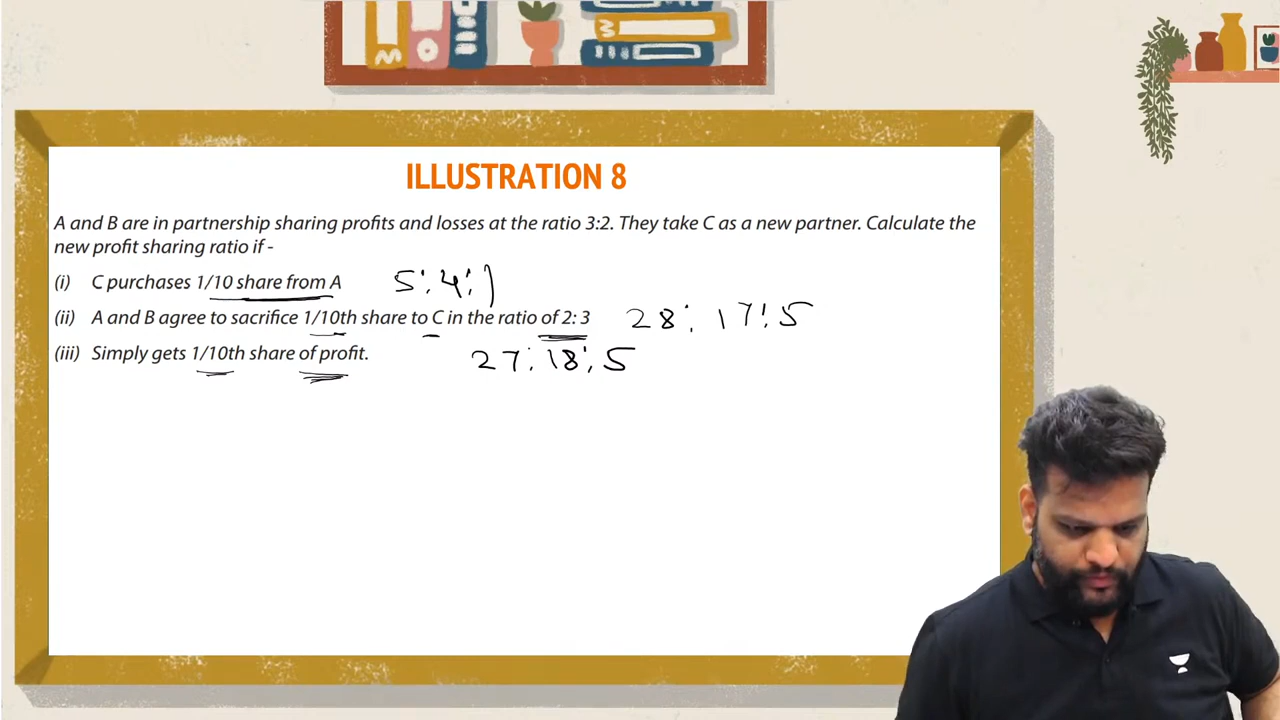 ILLUSTRATION 8
A and B are in partnership sharing profits and losses at the ratio 3:2. They take C as a new partner. Calculate the
new profit sharing ratio if -
(i) C purchases 1/10 share from A 5:4:1
(ii) A and B agree to sacrifice 1/10th share to C in the ratio of 2: 3 28:17:5
(iii) Simply gets 1/10th share of profit. 27:18:5